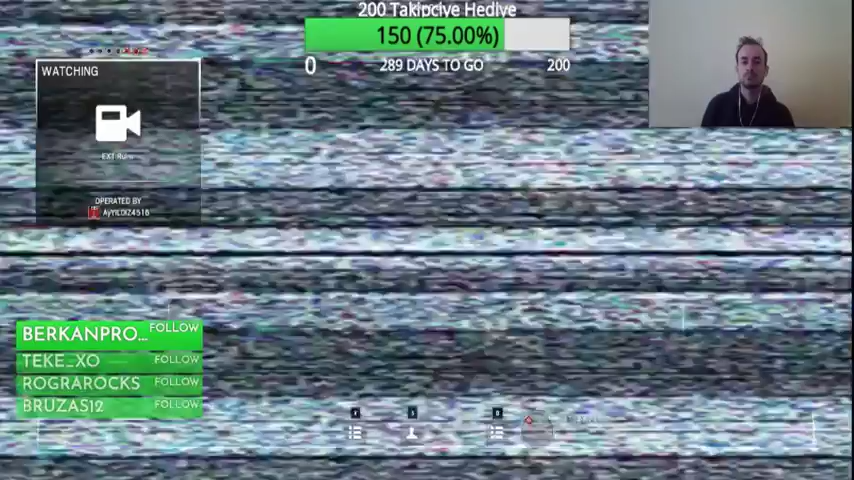 200 Takipciye Hediye
150 (75.00%)
0 289 DAYS TO GO 200
WATCHING
OPERATED BY
AyYILDIZ4516
BERKANPRO... FOLLOW
TEKE_XO FOLLOW
ROGRAROCKS FOLLOW
BRUZAS12 FOLLOW